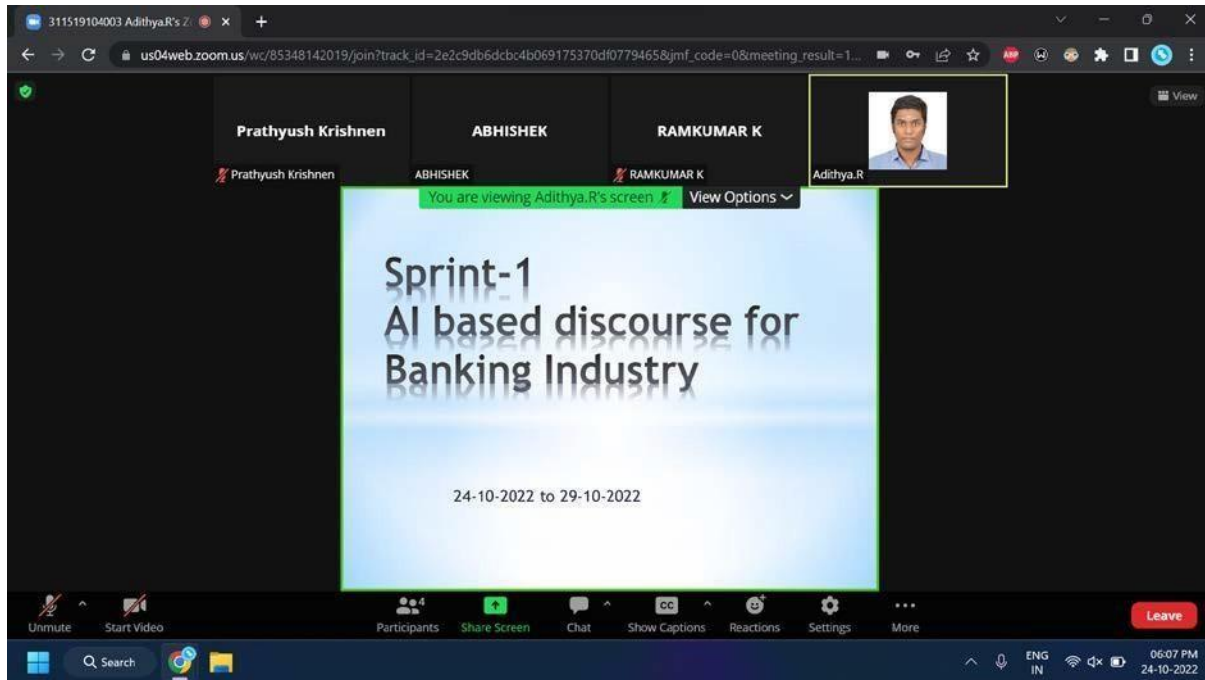 311519104003 Adithya.R's Z
us04web.zoom.us/wc/85348142019/join?track_id=2e2c9db6dcbc4b069175370df0779465&jmf_code=0&meeting_result=1...
ABP
View
Prathyush Krishnen
ABHISHEK
RAMKUMAR K
Prathyush Krishnen
ABHISHEK
RAMKUMAR K
Adithya.R
You are viewing Adithya.R's screen
View Options
Sprint-1
AI based discourse for
Banking Industry
24-10-2022 to 29-10-2022
4
CC
Unmute
Start Video
Participants
Share Screen
Chat
Show Captions
Reactions
Settings
More
Leave
Search
ENG
IN
06:07 PM
24-10-2022